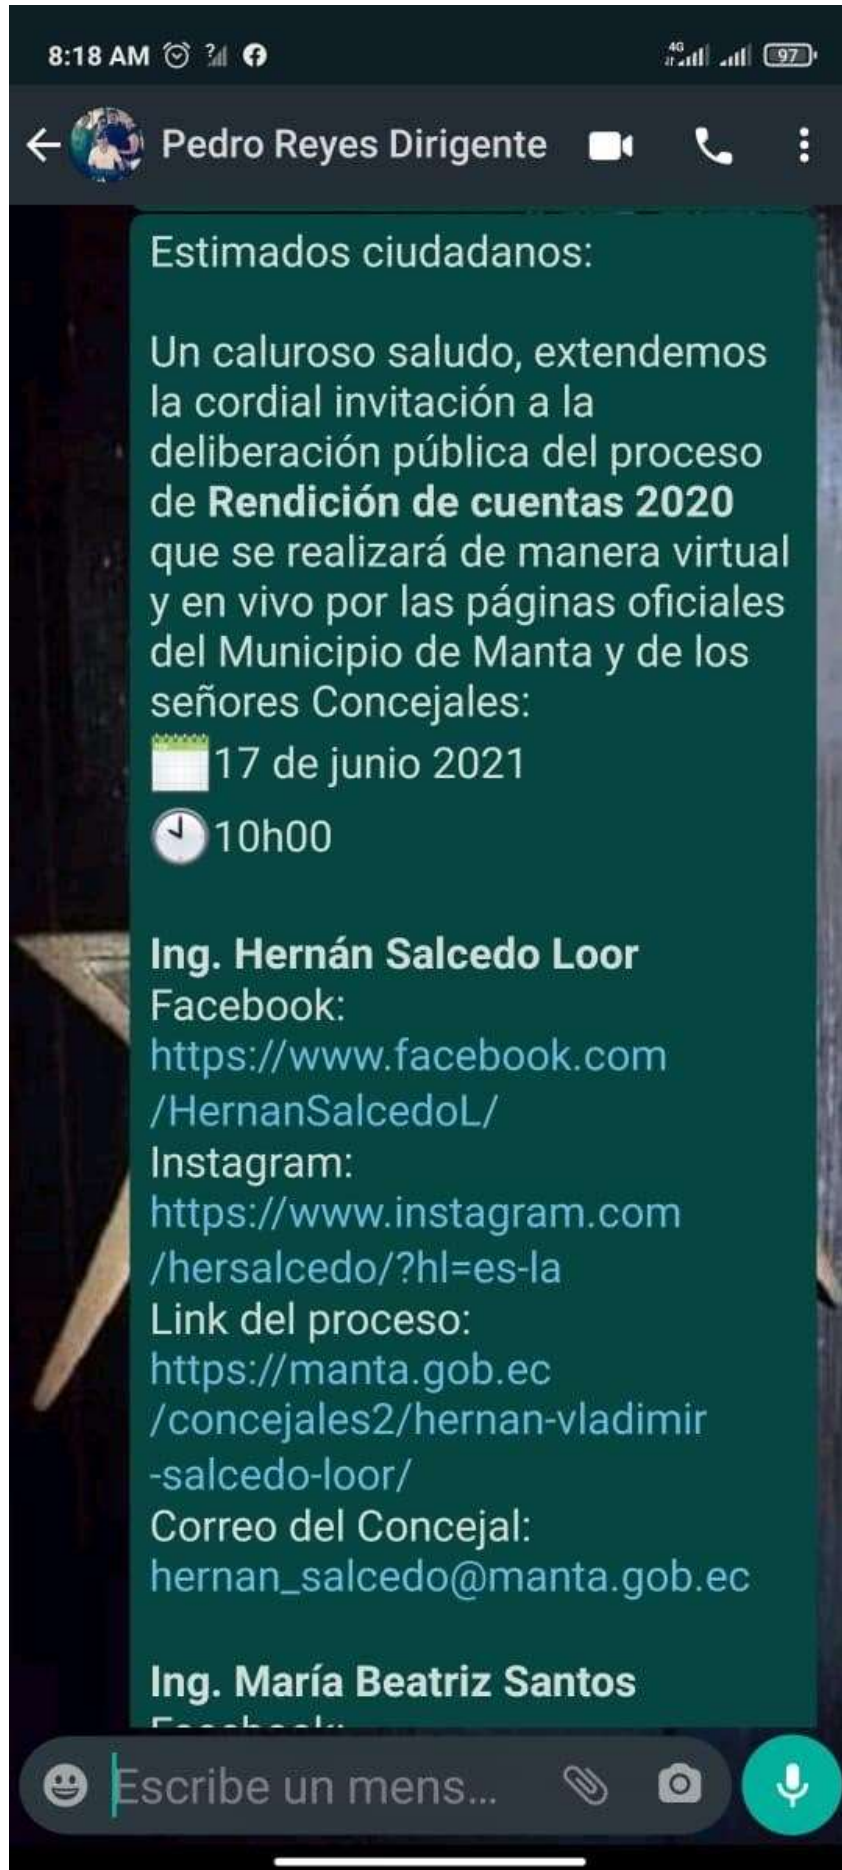 8:18 AM
4G
97
Pedro Reyes Dirigente
Estimados ciudadanos:
Un caluroso saludo, extendemos
la cordial invitación a la
deliberación pública del proceso
de Rendición de cuentas 2020
que se realizará de manera virtual
y en vivo por las páginas oficiales
del Municipio de Manta y de los
señores Concejales:
17 de junio 2021
10h00
Ing. Hernán Salcedo Loor
Facebook:
https://www.facebook.com
/HernanSalcedoL/
Instagram:
https://www.instagram.com
/hersalcedo/?hl=es-la
Link del proceso:
https://manta.gob.ec
/concejales2/hernan-vladimir
-salcedo-loor/
Correo del Concejal:
hernan_salcedo@manta.gob.ec
Ing. María Beatriz Santos
Facebook:
Escribe un mens...